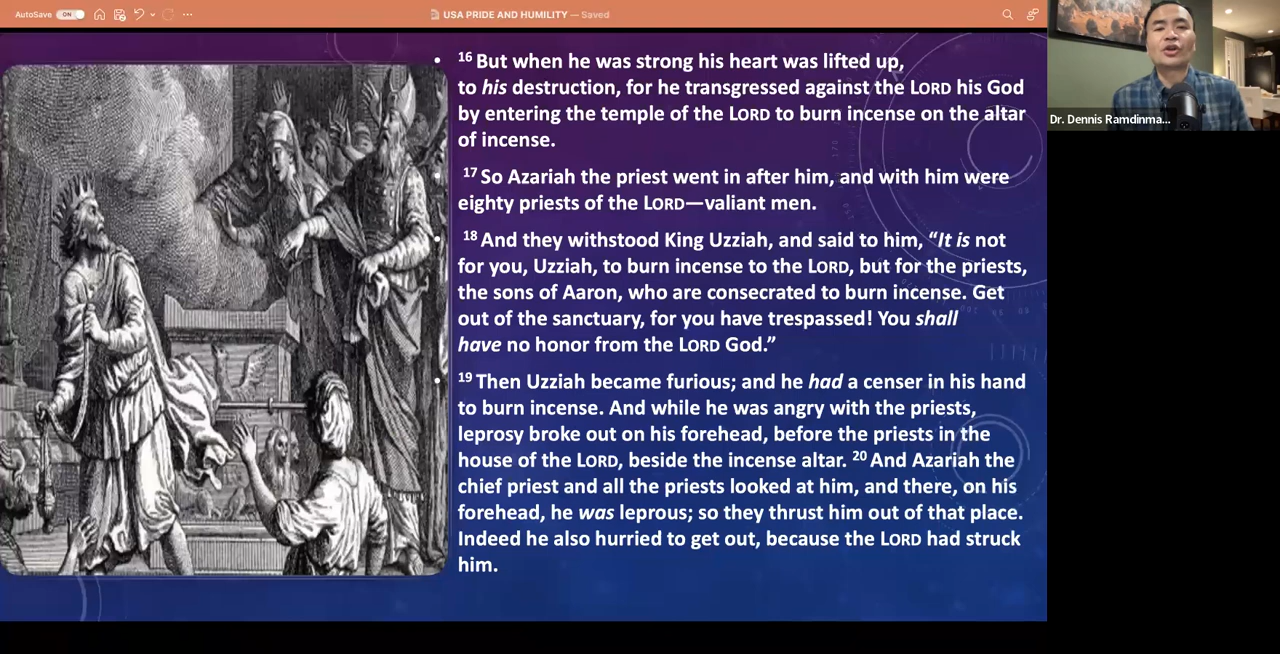 AutoSave ON
USA PRIDE AND HUMILITY — Saved
Dr. Dennis Ramdinma...
• 16 But when he was strong his heart was lifted up,
to his destruction, for he transgressed against the LORD his God
by entering the temple of the LORD to burn incense on the altar
of incense.
• 17 So Azariah the priest went in after him, and with him were
eighty priests of the LORD—valiant men.
• 18 And they withstood King Uzziah, and said to him, “It is not
for you, Uzziah, to burn incense to the LORD, but for the priests,
the sons of Aaron, who are consecrated to burn incense. Get
out of the sanctuary, for you have trespassed! You shall
have no honor from the LORD God.”
• 19 Then Uzziah became furious; and he had a censer in his hand
to burn incense. And while he was angry with the priests,
leprosy broke out on his forehead, before the priests in the
house of the LORD, beside the incense altar. 20 And Azariah the
chief priest and all the priests looked at him, and there, on his
forehead, he was leprous; so they thrust him out of that place.
Indeed he also hurried to get out, because the LORD had struck
him.